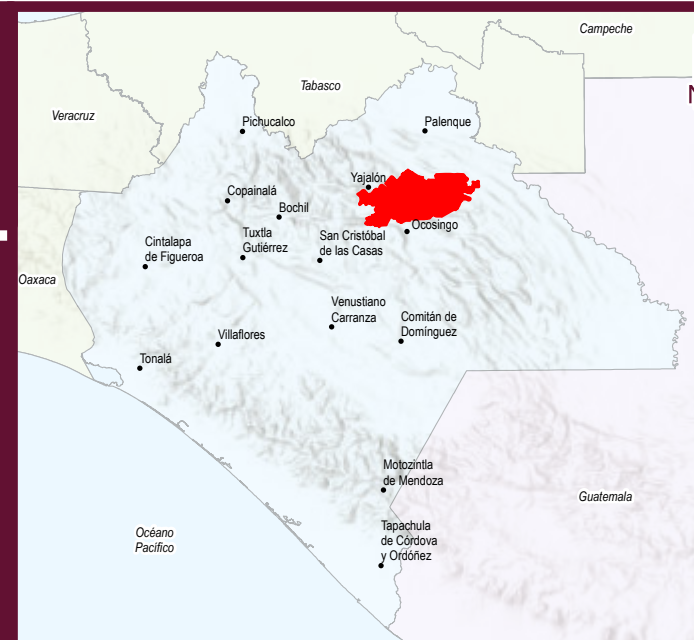 Campeche
Tabasco
N
Veracruz
Pichucalco
Palenque
Yajalón
Copainalá
Bochil
Ocosingo
Tuxtla
Gutiérrez
San Cristóbal
de las Casas
Cintalapa
de Figueroa
Oaxaca
Venustiano
Carranza
Comitán de
Domínguez
Villaflores
Tonalá
Motozintla
de Mendoza
Guatemala
Océano
Pacífico
Tapachula
de Córdova
y Ordóñez